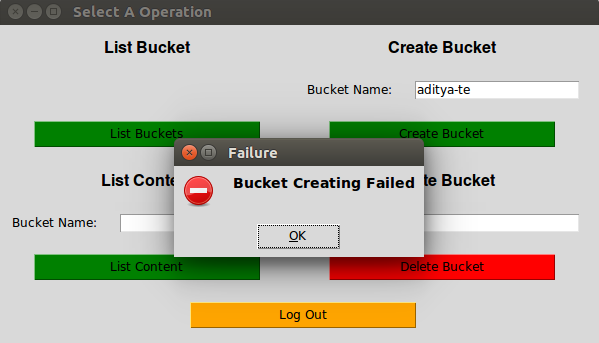 Select A Operation
List Bucket
Create Bucket
Bucket Name:
aditya-te
List Buckets
Create Bucket
Failure
Bucket Creating Failed
OK
List Conte
te Bucket
Bucket Name:
List Content
Delete Bucket
Log Out